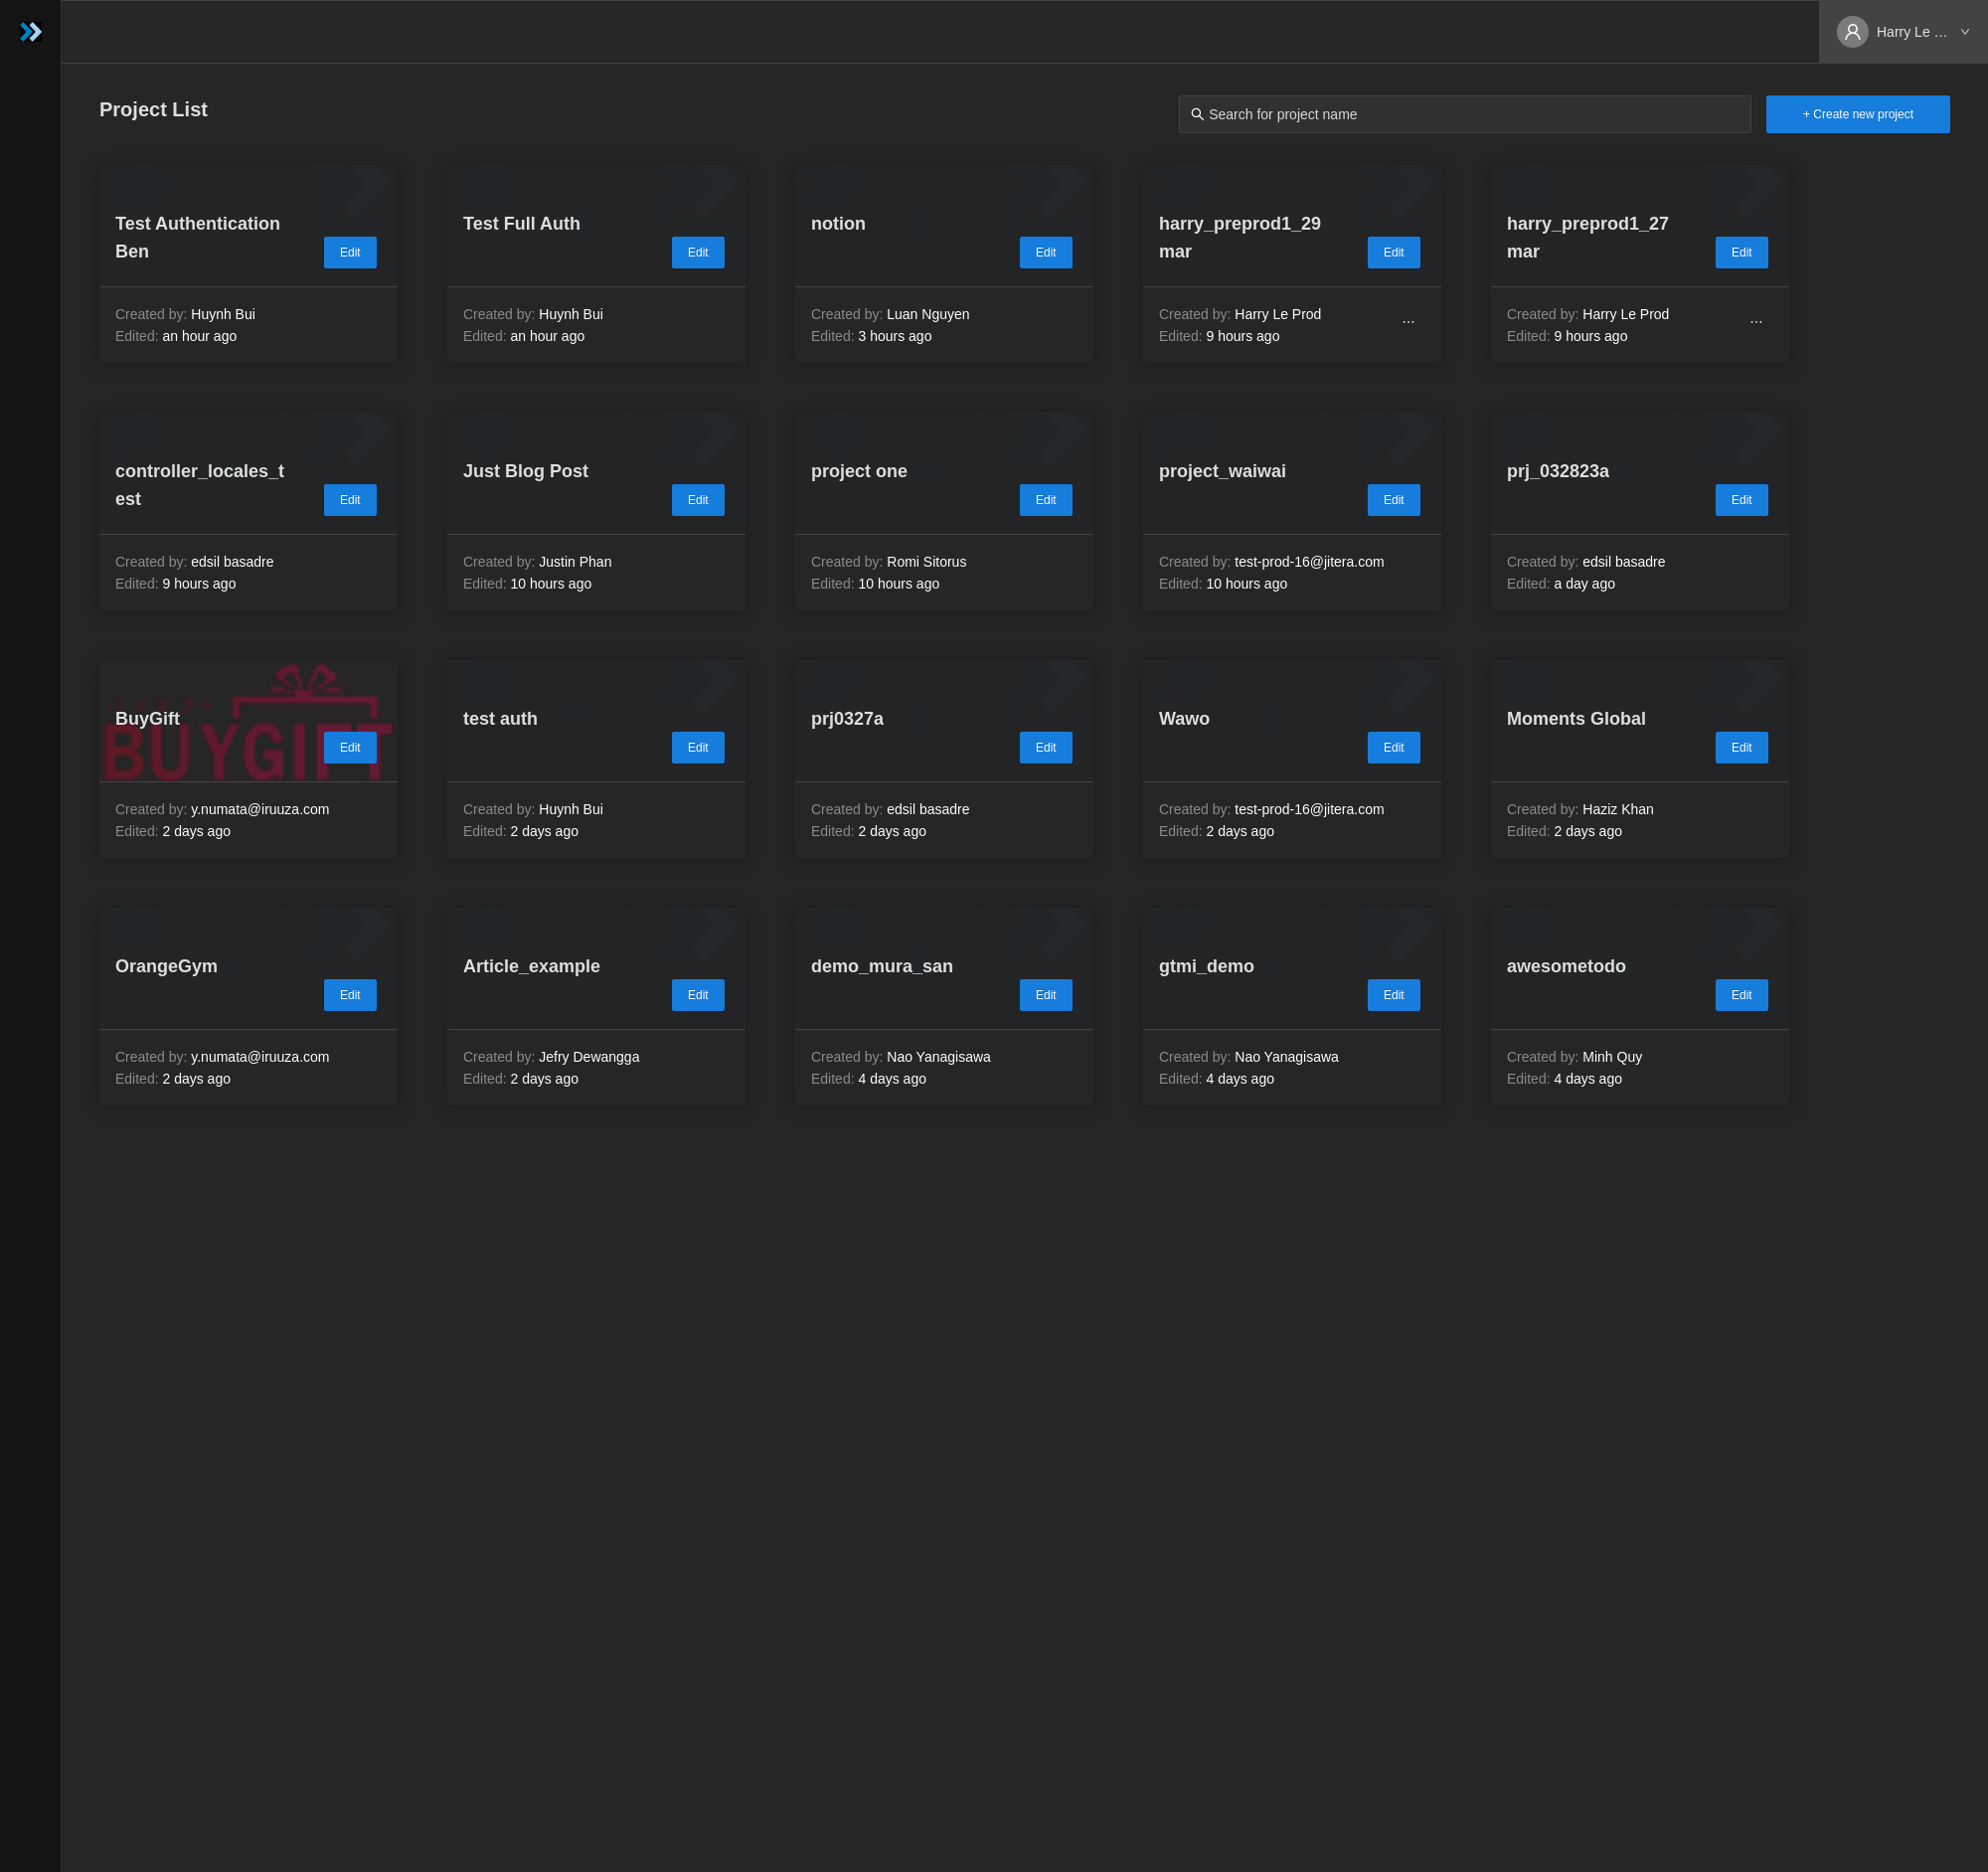 Harry Le …
Project List
Search for project name
+ Create new project
Test Authentication
Ben
Edit
Created by: Huynh Bui
Edited: an hour ago
Test Full Auth
Edit
Created by: Huynh Bui
Edited: an hour ago
notion
Edit
Created by: Luan Nguyen
Edited: 3 hours ago
harry_preprod1_29
mar
Edit
Created by: Harry Le Prod
Edited: 9 hours ago
...
harry_preprod1_27
mar
Edit
Created by: Harry Le Prod
Edited: 9 hours ago
...
controller_locales_t
est
Edit
Created by: edsil basadre
Edited: 9 hours ago
Just Blog Post
Edit
Created by: Justin Phan
Edited: 10 hours ago
project one
Edit
Created by: Romi Sitorus
Edited: 10 hours ago
project_waiwai
Edit
Created by: test-prod-16@jitera.com
Edited: 10 hours ago
prj_032823a
Edit
Created by: edsil basadre
Edited: a day ago
BuyGift
BUYGIFT
Edit
Created by: y.numata@iruuza.com
Edited: 2 days ago
test auth
Edit
Created by: Huynh Bui
Edited: 2 days ago
prj0327a
Edit
Created by: edsil basadre
Edited: 2 days ago
Wawo
Edit
Created by: test-prod-16@jitera.com
Edited: 2 days ago
Moments Global
Edit
Created by: Haziz Khan
Edited: 2 days ago
OrangeGym
Edit
Created by: y.numata@iruuza.com
Edited: 2 days ago
Article_example
Edit
Created by: Jefry Dewangga
Edited: 2 days ago
demo_mura_san
Edit
Created by: Nao Yanagisawa
Edited: 4 days ago
gtmi_demo
Edit
Created by: Nao Yanagisawa
Edited: 4 days ago
awesometodo
Edit
Created by: Minh Quy
Edited: 4 days ago